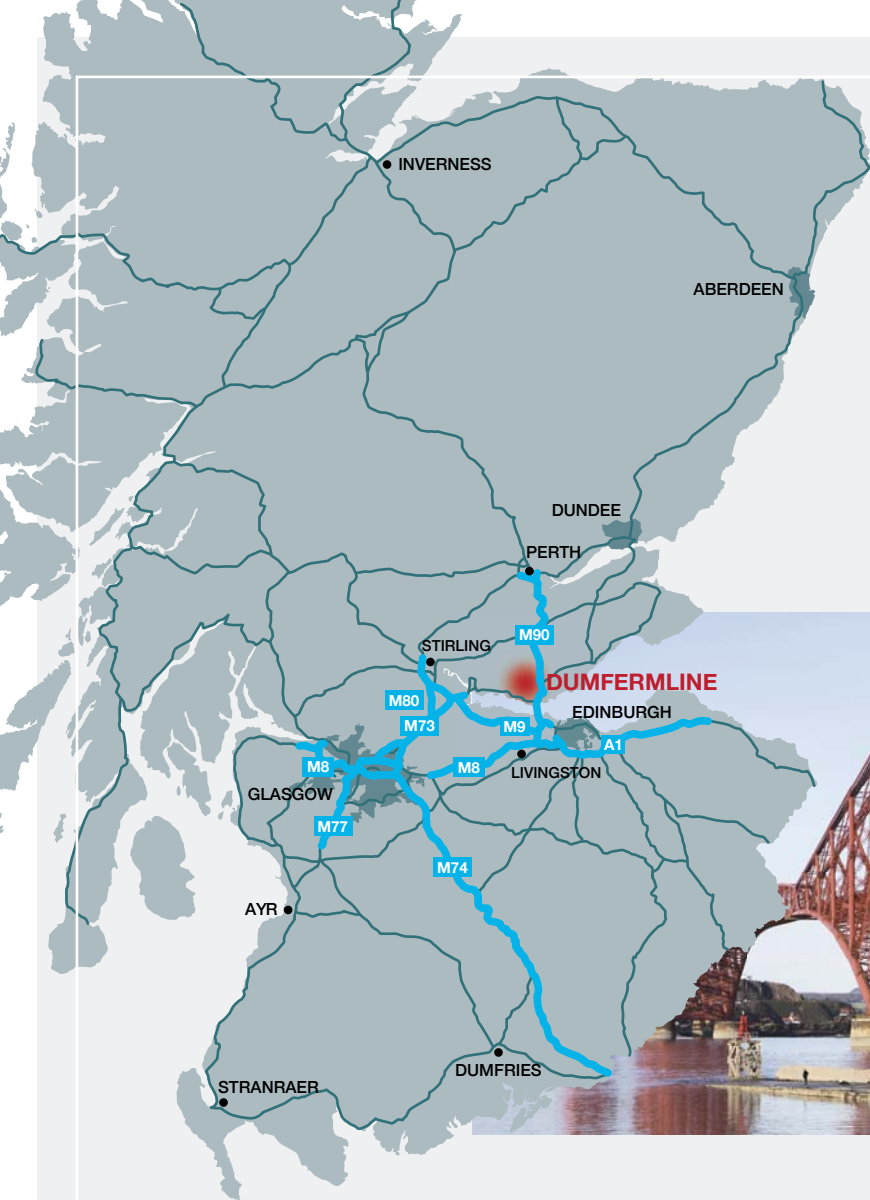 INVERNESS
ABERDEEN
DUNDEE
PERTH
M90
STIRLING
DUMFERMLINE
M80
EDINBURGH
M73
M9
A1
M8
M8
LIVINGSTON
GLASGOW
M77
M74
AYR
DUMFRIES
STRANRAER